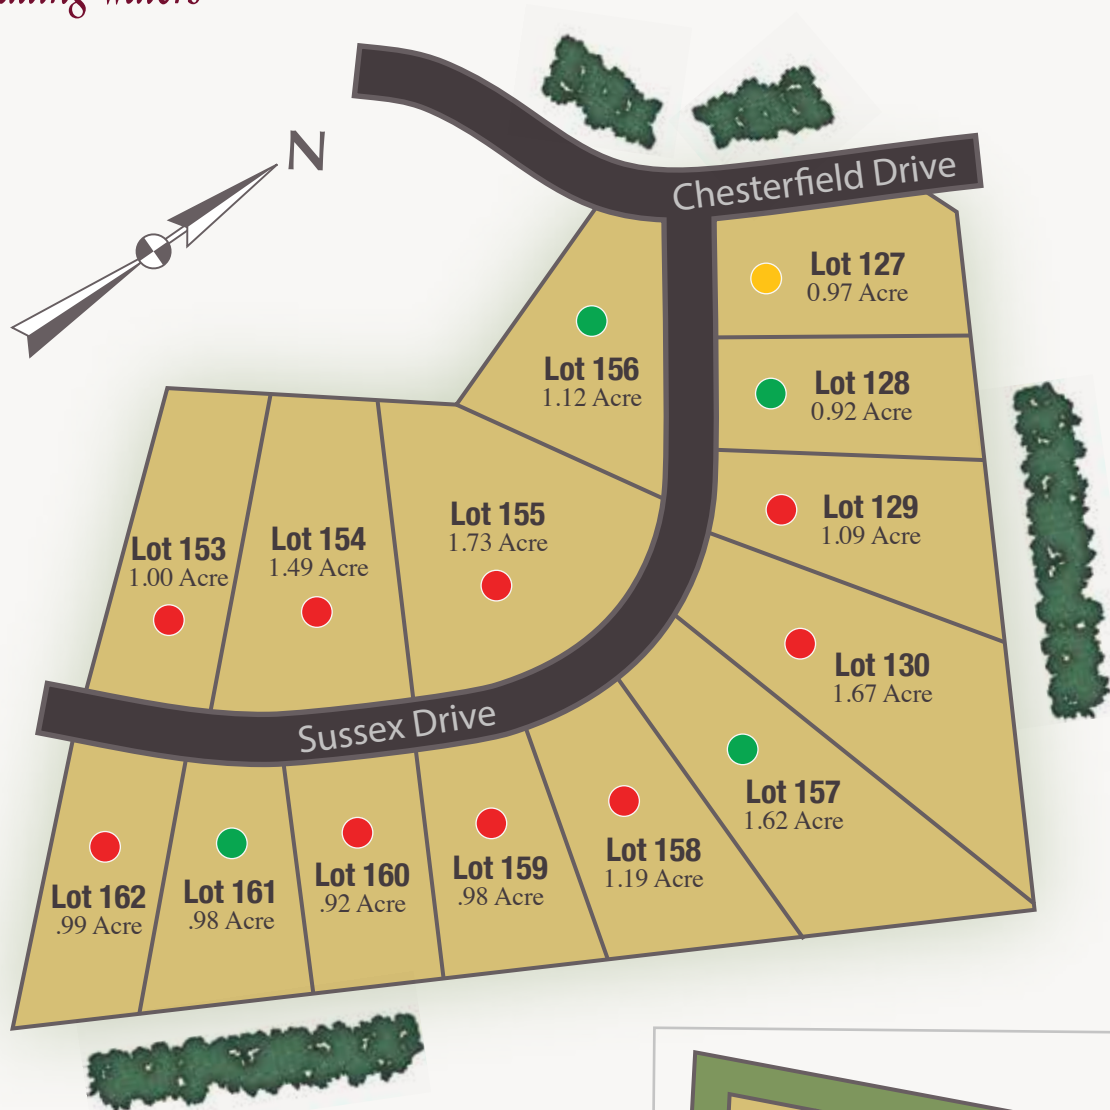 N
Chesterfield Drive
Lot 127
0.97 Acre
Lot 156
1.12 Acre
Lot 128
0.92 Acre
Lot 129
1.09 Acre
Lot 155
1.73 Acre
Lot 154
1.49 Acre
Lot 153
1.00 Acre
Lot 130
1.67 Acre
Sussex Drive
Lot 157
1.62 Acre
Lot 158
1.19 Acre
Lot 159
.98 Acre
Lot 160
.92 Acre
Lot 161
.98 Acre
Lot 162
.99 Acre